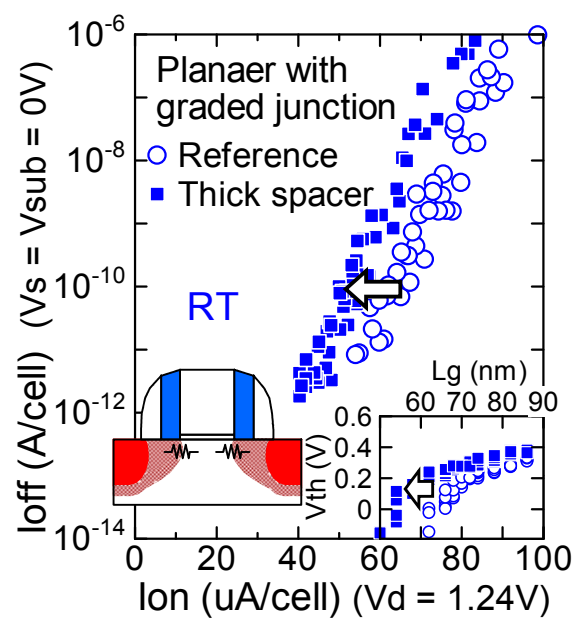 10-6
10-8
10-10
10-12
10-14
Ioff (A/cell) (Vs = Vsub = 0V)
Planaer with
graded junction
Reference
Thick spacer
RT
Lg (nm)
60 70 80 90
0.6
0.4
0.2
0
Vth (V)
0 20 40 60 80 100
Ion (uA/cell) (Vd = 1.24V)